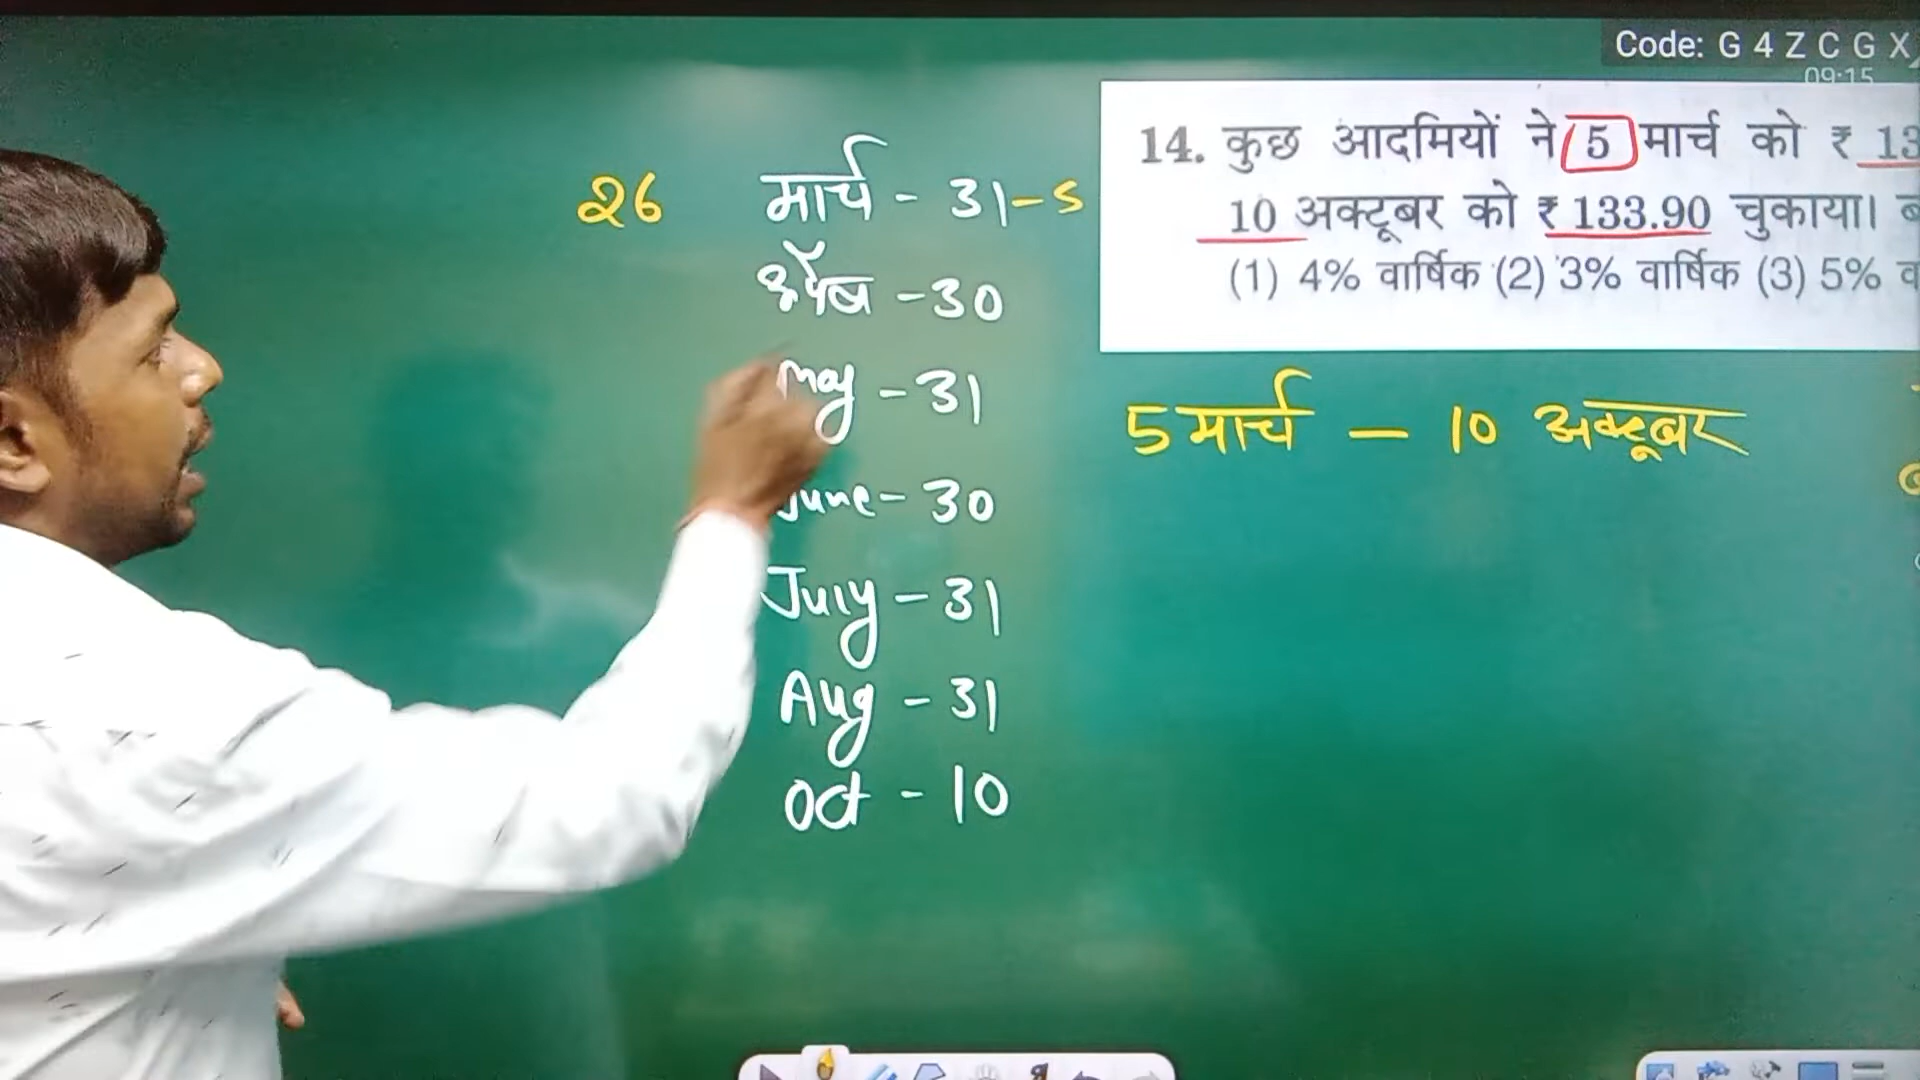 Code: G 4 Z C G X
09:15
14. कुछ आदमियों ने 5 मार्च को ₹ 13
10 अक्टूबर को ₹ 133.90 चुकाया।
(1) 4% वार्षिक (2) 3% वार्षिक (3) 5% व
26 मार्च - 31 - 5
- 30
May - 31
June - 30
July - 31
Aug - 31
Oct - 10
5 मार्च - 10 अक्टूबर